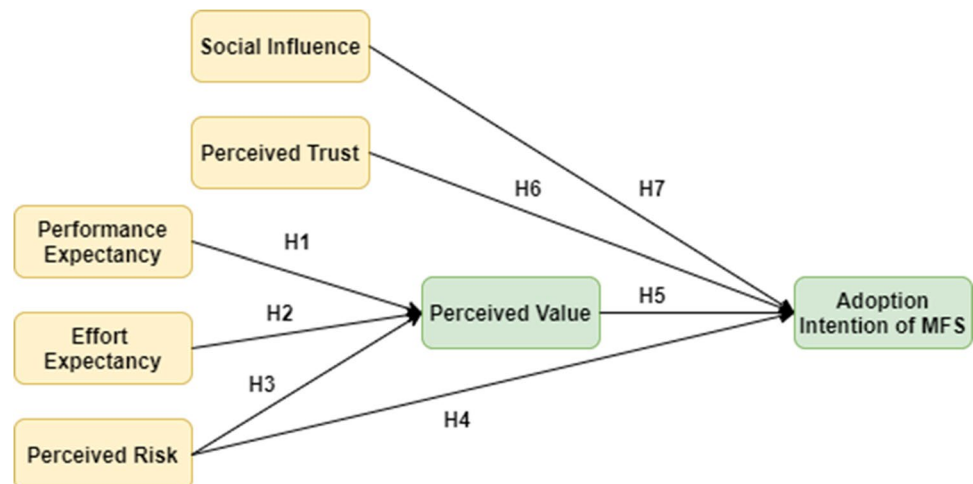 Social Influence
Perceived Trust
H6
H7
Performance
Expectancy
H1
Effort
Expectancy
H2
Perceived Value
H5
Adoption
Intention of MFS
H3
H4
Perceived Risk